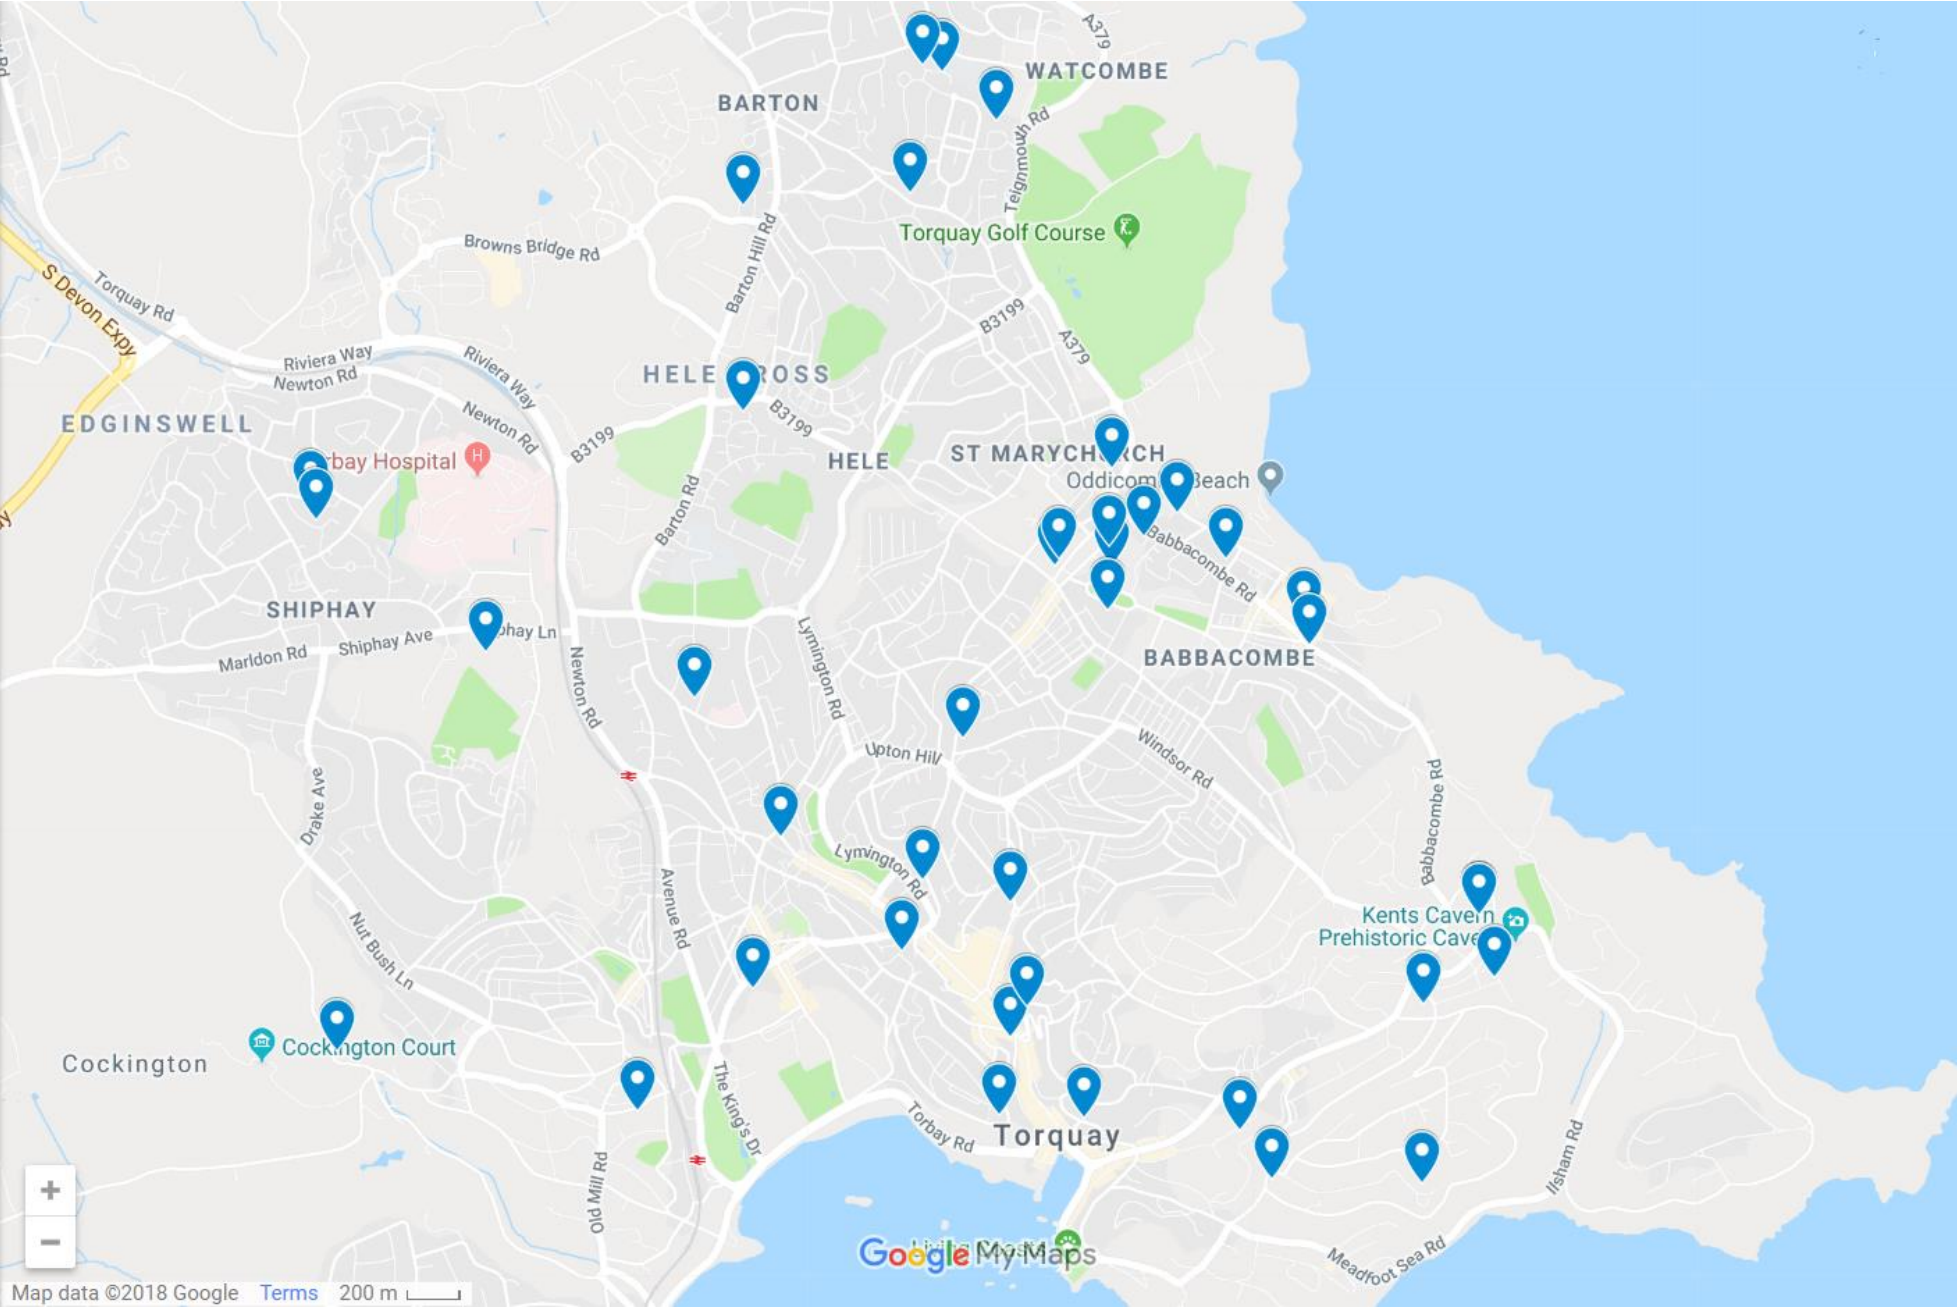 A379
WATCOMBE
BARTON
Teignmouth Rd
Torquay Golf Course
Browns Bridge Rd
Barton Hill Rd
S Devon Expy
Torquay Rd
B3199
A379
Riviera Way
Newton Rd
Riviera Way
HELE
ROSS
Newton Rd
B3199
B3199
EDGINSWELL
rbay Hospital
H
HELE
ST MARYCH
RCH
Oddicom
Beach
Barton Rd
Babbacombe Rd
SHIPHAY
Shiphay Ave
phay Ln
Marldon Rd
Newton Rd
Lymington Rd
BABBACOMBE
Upton Hill
Windsor Rd
Drake Ave
Babbacombe Rd
Lymington Rd
Avenue Rd
Kents Cavern
Prehistoric Cave
Nut Bush Ln
Cockington Court
Cockington
The King's Dr
Torbay Rd
Torquay
Old Mill Rd
Ilsham Rd
Meadfoot Sea Rd
Google My Maps
+
−
Map data ©2018 Google Terms 200 m